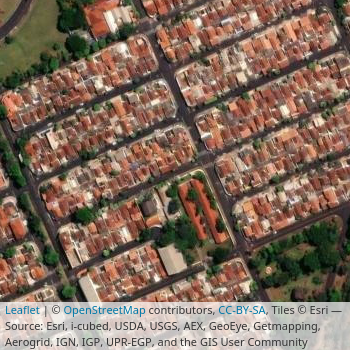 Leaflet | © OpenStreetMap contributors, CC-BY-SA, Tiles © Esri —
Source: Esri, i-cubed, USDA, USGS, AEX, GeoEye, Getmapping,
Aerogrid, IGN, IGP, UPR-EGP, and the GIS User Community